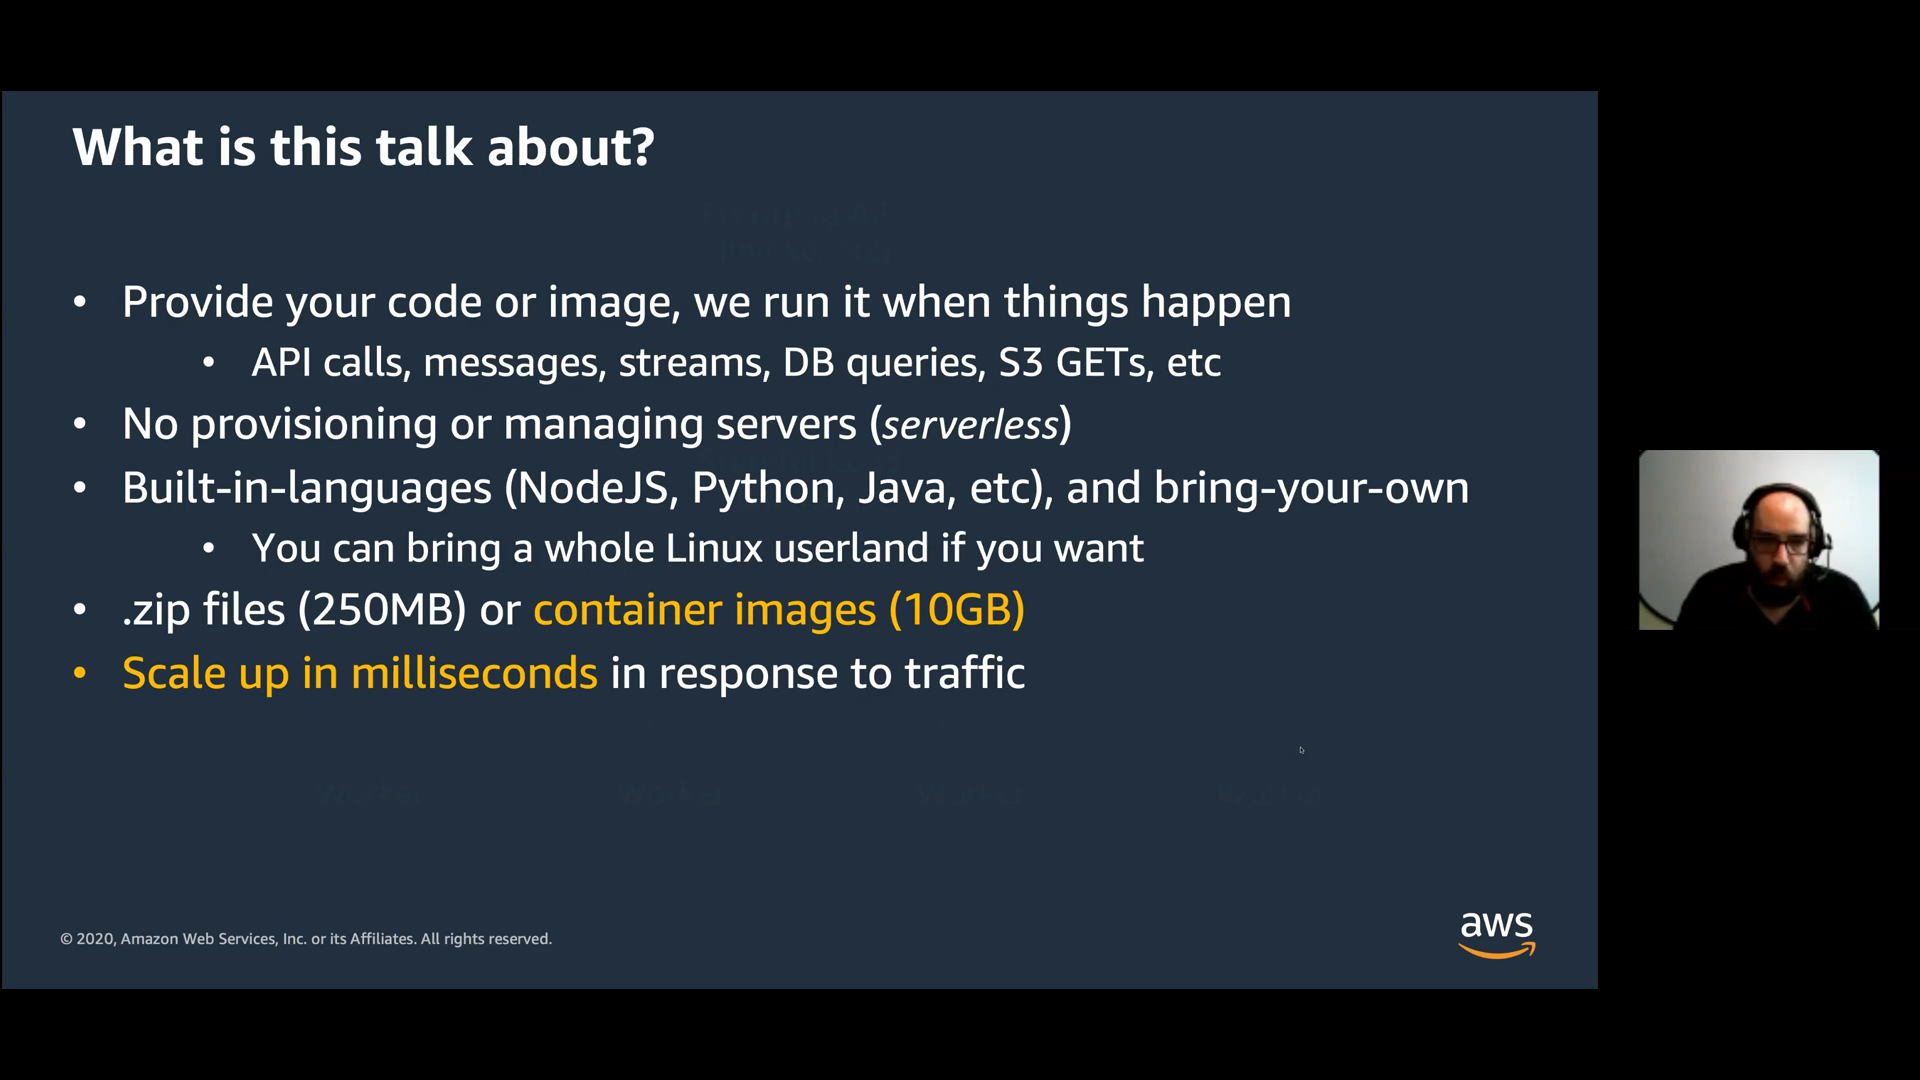 What is this talk about?
• Provide your code or image, we run it when things happen
• API calls, messages, streams, DB queries, S3 GETs, etc
• No provisioning or managing servers (serverless)
• Built-in-languages (NodeJS, Python, Java, etc), and bring-your-own
• You can bring a whole Linux userland if you want
• .zip files (250MB) or container images (10GB)
• Scale up in milliseconds in response to traffic
Worker Worker Worker
© 2020, Amazon Web Services, Inc. or its Affiliates. All rights reserved.
aws